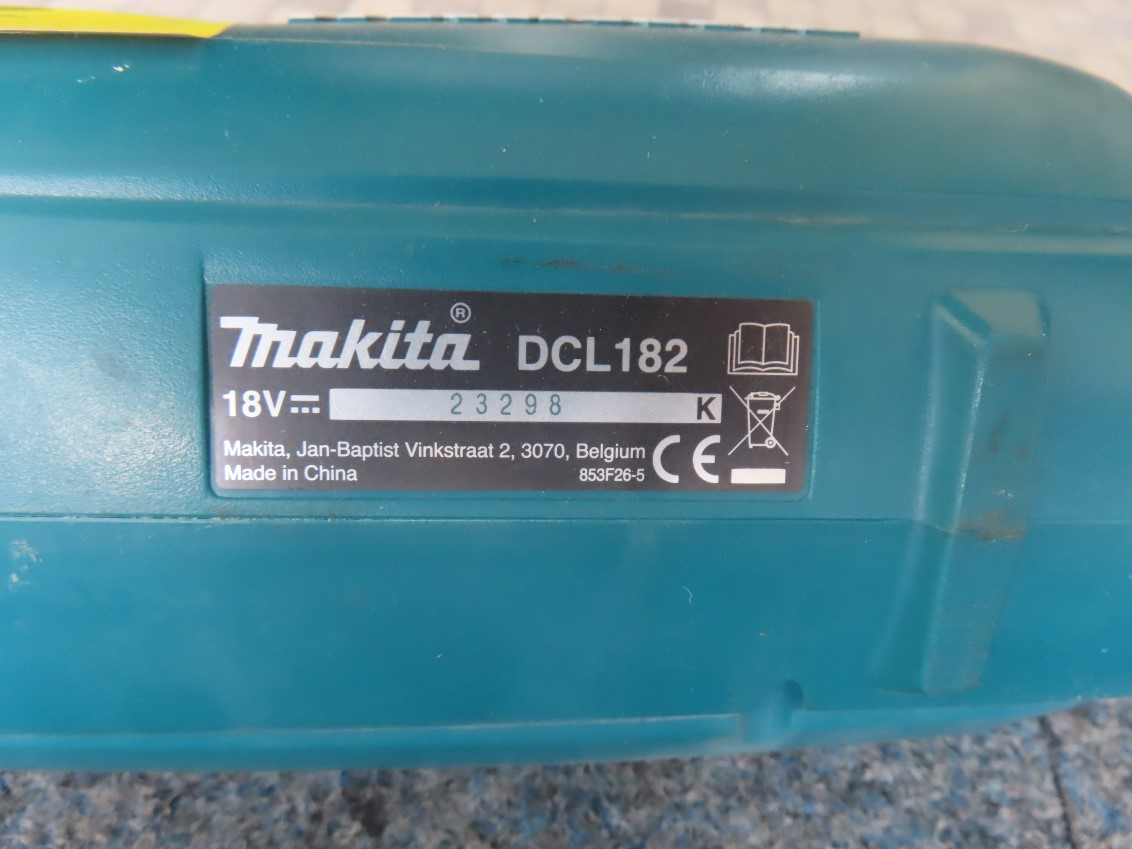 Makita® DCL182
18V⎓ 23298 K
Makita, Jan-Baptist Vinkstraat 2, 3070, Belgium
Made in China 853F26-5 CE